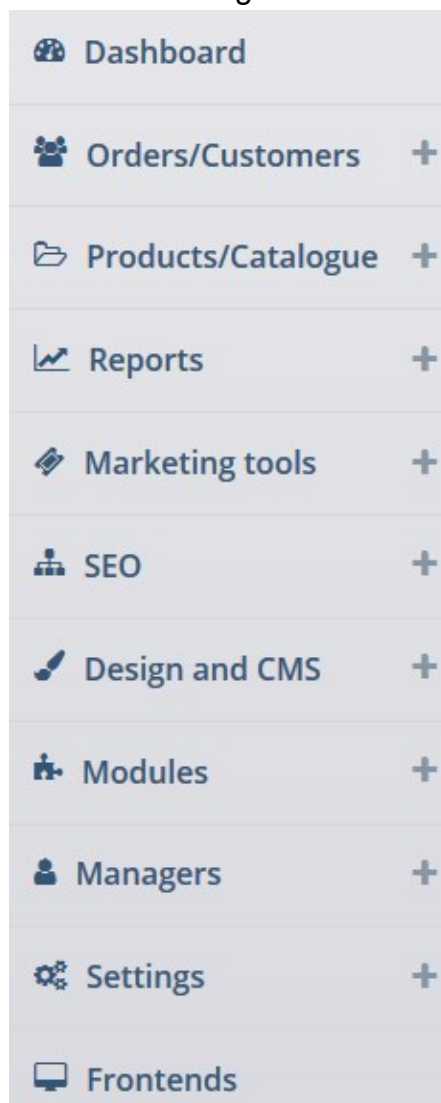 Dashboard
Orders/Customers +
Products/Catalogue +
Reports +
Marketing tools +
SEO +
Design and CMS +
Modules +
Managers +
Settings +
Frontends